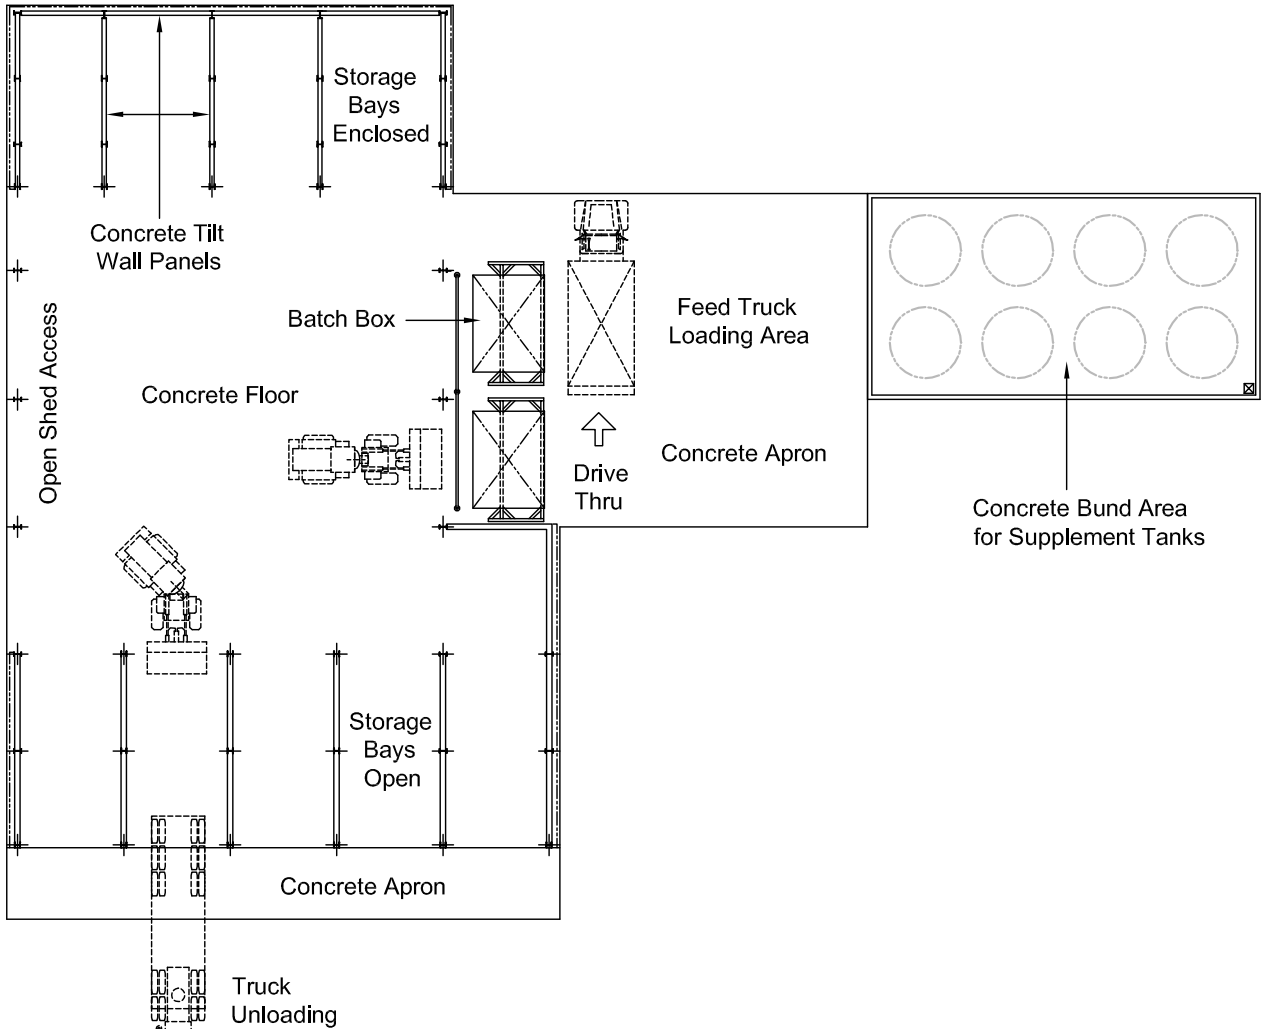 Storage
Bays
Enclosed
Concrete Tilt
Wall Panels
Batch Box
Feed Truck
Loading Area
Open Shed Access
Concrete Floor
Concrete Apron
Drive
Thru
Concrete Bund Area
for Supplement Tanks
Storage
Bays
Open
Concrete Apron
Truck
Unloading